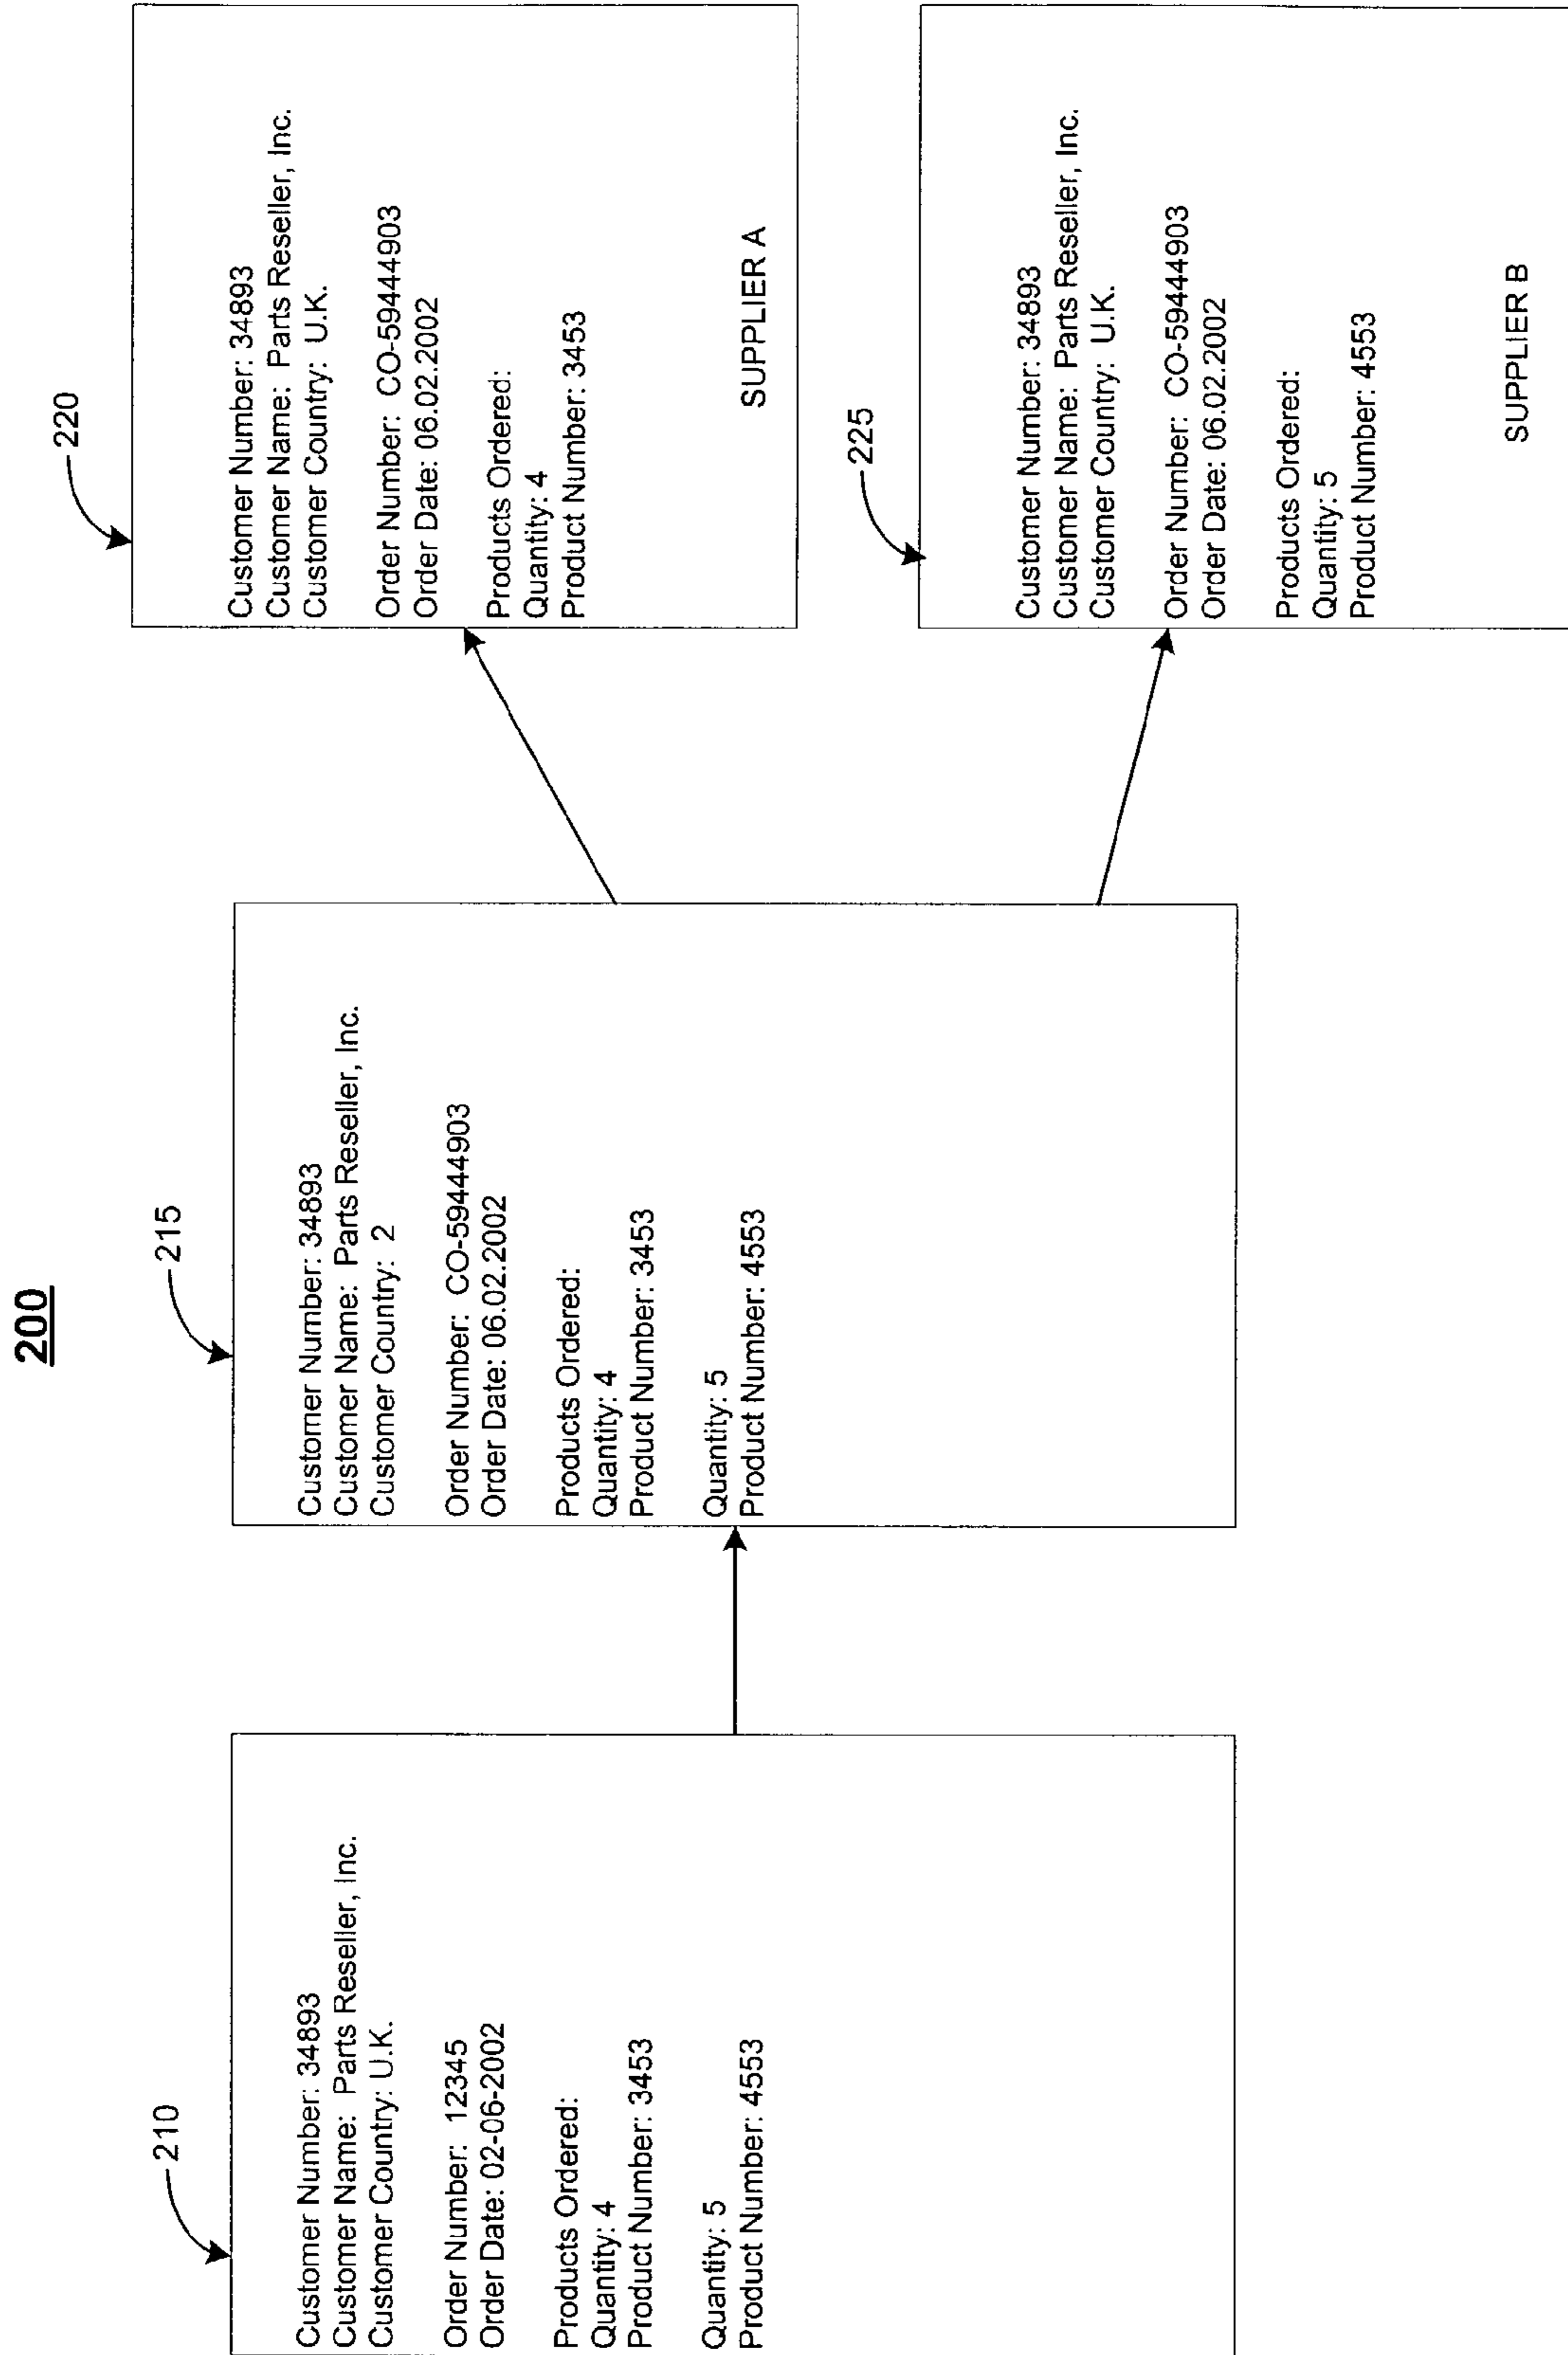 200
210
Customer Number: 34893
Customer Name: Parts Reseller, Inc.
Customer Country: U.K.
Order Number: 12345
Order Date: 02-06-2002
Products Ordered:
Quantity: 4
Product Number: 3453
Quantity: 5
Product Number: 4553
215
Customer Number: 34893
Customer Name: Parts Reseller, Inc.
Customer Country: 2
Order Number: CO-59444903
Order Date: 06.02.2002
Products Ordered:
Quantity: 4
Product Number: 3453
Quantity: 5
Product Number: 4553
220
Customer Number: 34893
Customer Name: Parts Reseller, Inc.
Customer Country: U.K.
Order Number: CO-59444903
Order Date: 06.02.2002
Products Ordered:
Quantity: 4
Product Number: 3453
SUPPLIER A
225
Customer Number: 34893
Customer Name: Parts Reseller, Inc.
Customer Country: U.K.
Order Number: CO-59444903
Order Date: 06.02.2002
Products Ordered:
Quantity: 5
Product Number: 4553
SUPPLIER B